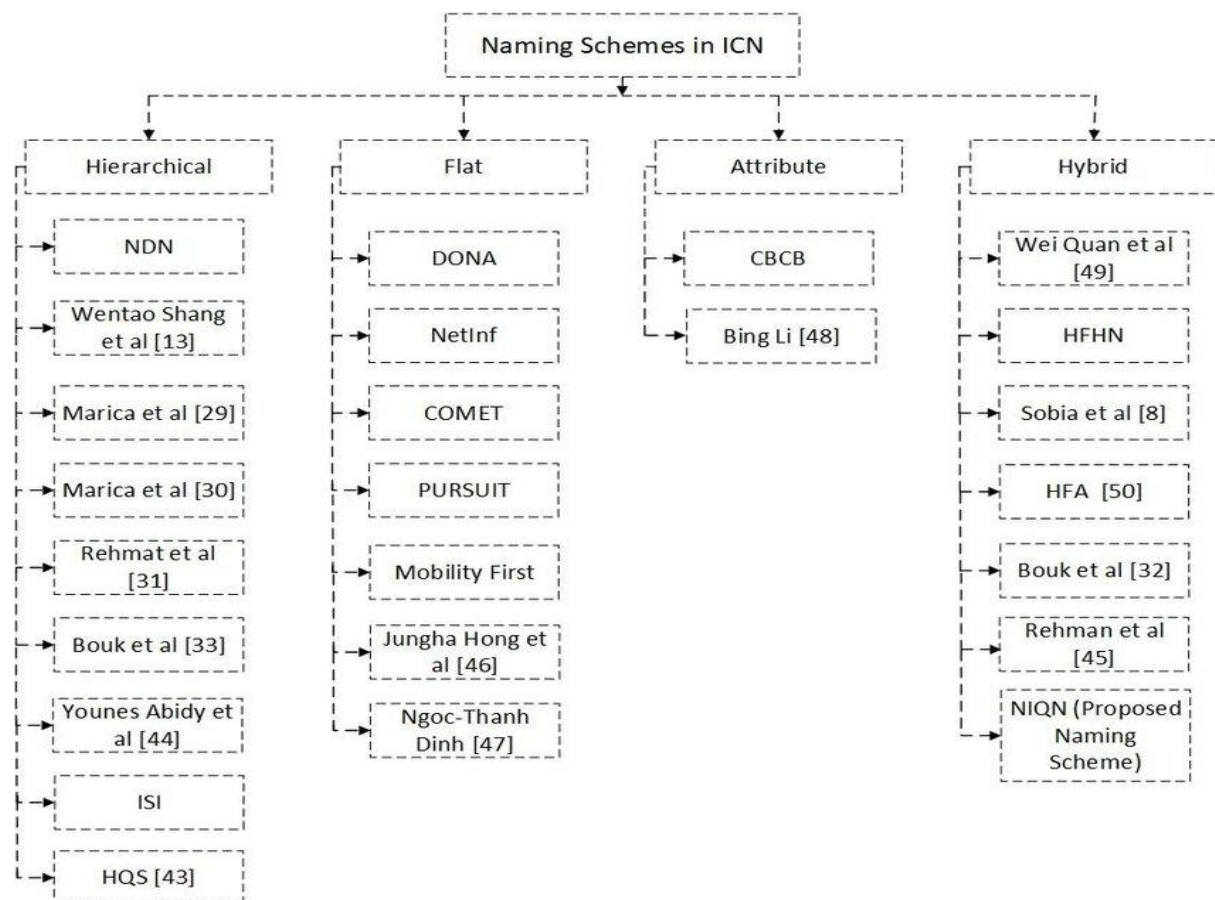 Naming Schemes in ICN
Hierarchical
NDN
Wentao Shang
et al [13]
Marica et al [29]
Marica et al [30]
Rehmat et al
[31]
Bouk et al [33]
Younes Abidy et
al [44]
ISI
HQS [43]
Flat
DONA
NetInf
COMET
PURSUIT
Mobility First
Jungha Hong et
al [46]
Ngoc-Thanh
Dinh [47]
Attribute
CBCB
Bing Li [48]
Hybrid
Wei Quan et al
[49]
HFHN
Sobia et al [8]
HFA [50]
Bouk et al [32]
Rehman et al
[45]
NIQN (Proposed
Naming
Scheme)